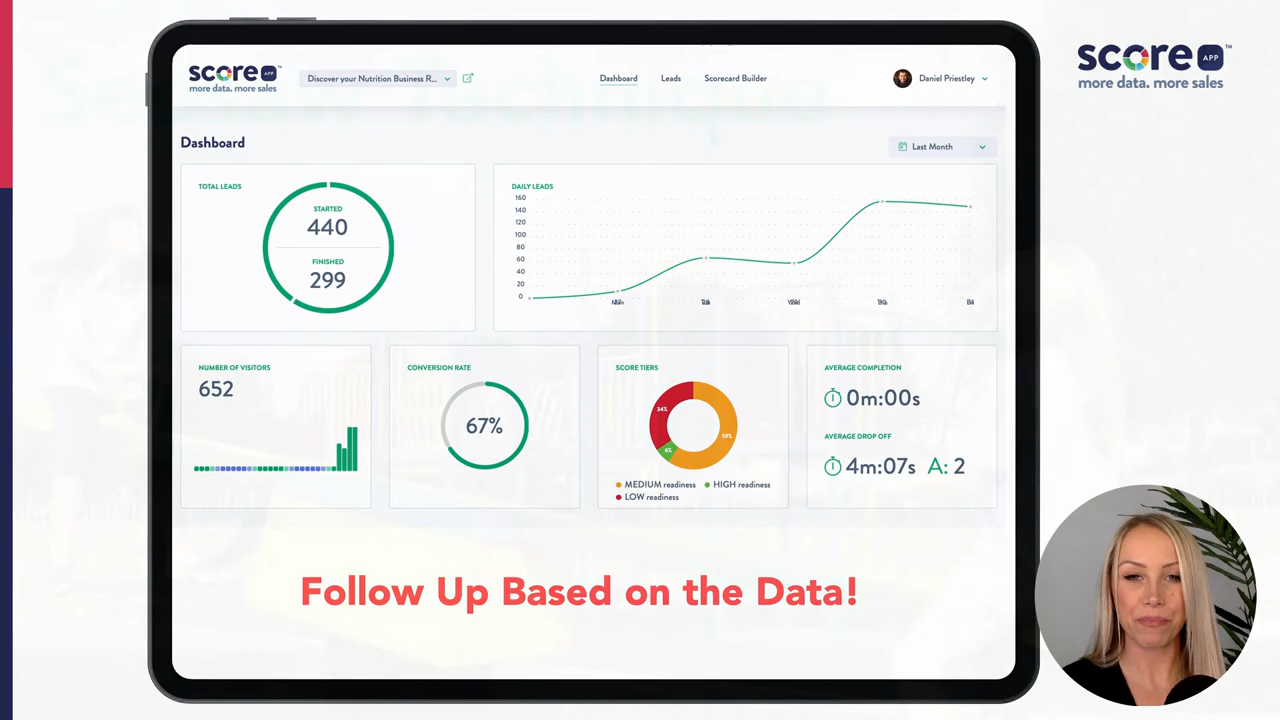 score APP ™
more data. more sales
Discover your Nutrition Business R...
Dashboard
Leads
Scorecard Builder
Daniel Priestley
score APP ™
more data. more sales
Dashboard
Last Month
TOTAL LEADS
STARTED
440
FINISHED
299
DAILY LEADS
160
140
120
100
80
60
40
20
0
NUMBER OF VISITORS
652
CONVERSION RATE
67%
SCORE TIERS
34%
59%
6%
MEDIUM readiness
HIGH readiness
LOW readiness
AVERAGE COMPLETION
0m:00s
AVERAGE DROP OFF
4m:07s A: 2
Follow Up Based on the Data!